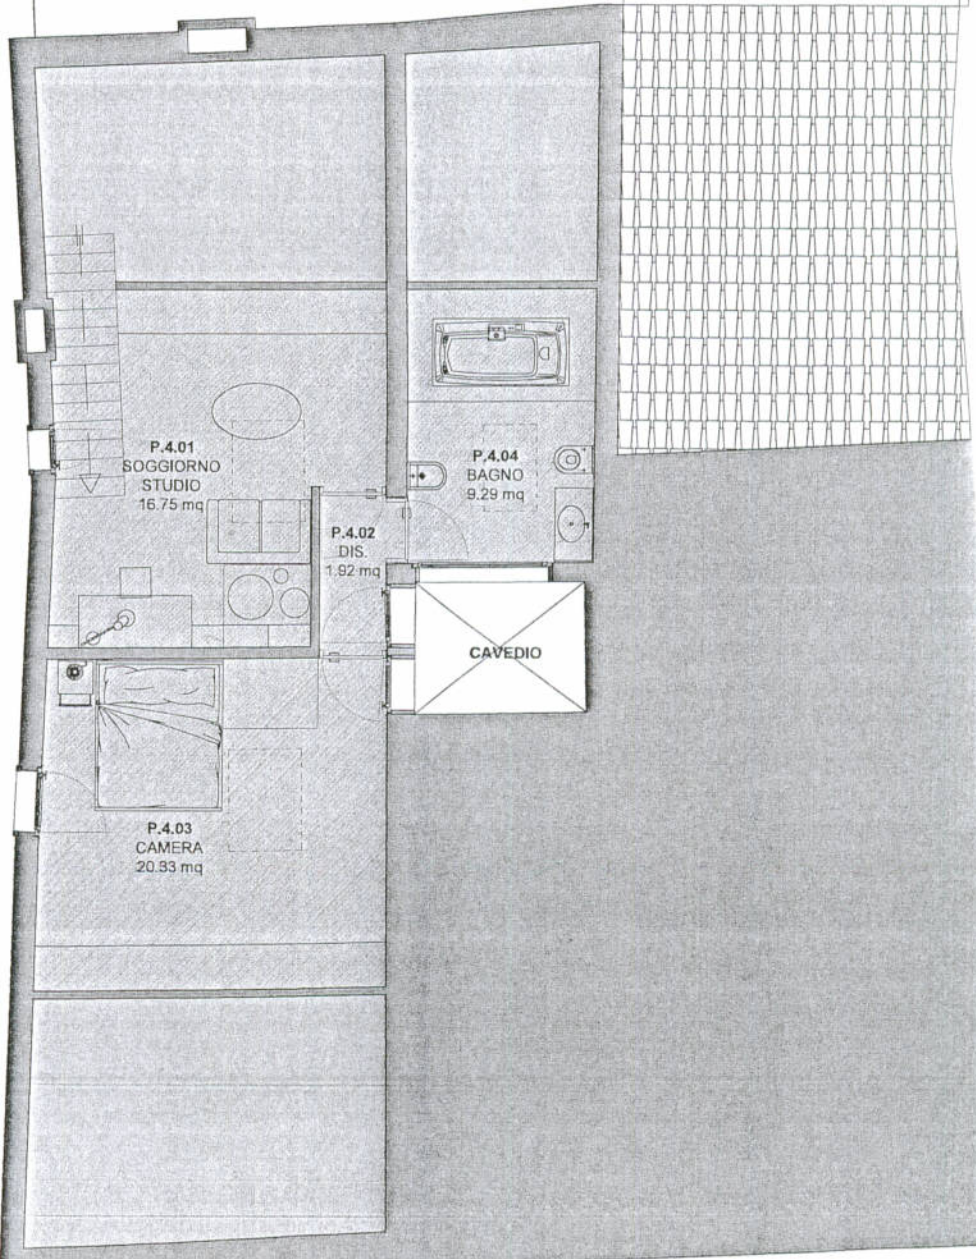 P.4.01
SOGGIORNO
STUDIO
16.75 mq
P.4.04
BAGNO
9.29 mq
P.4.02
DIS.
1.92 mq
CAVEDIO
P.4.03
CAMERA
20.33 mq